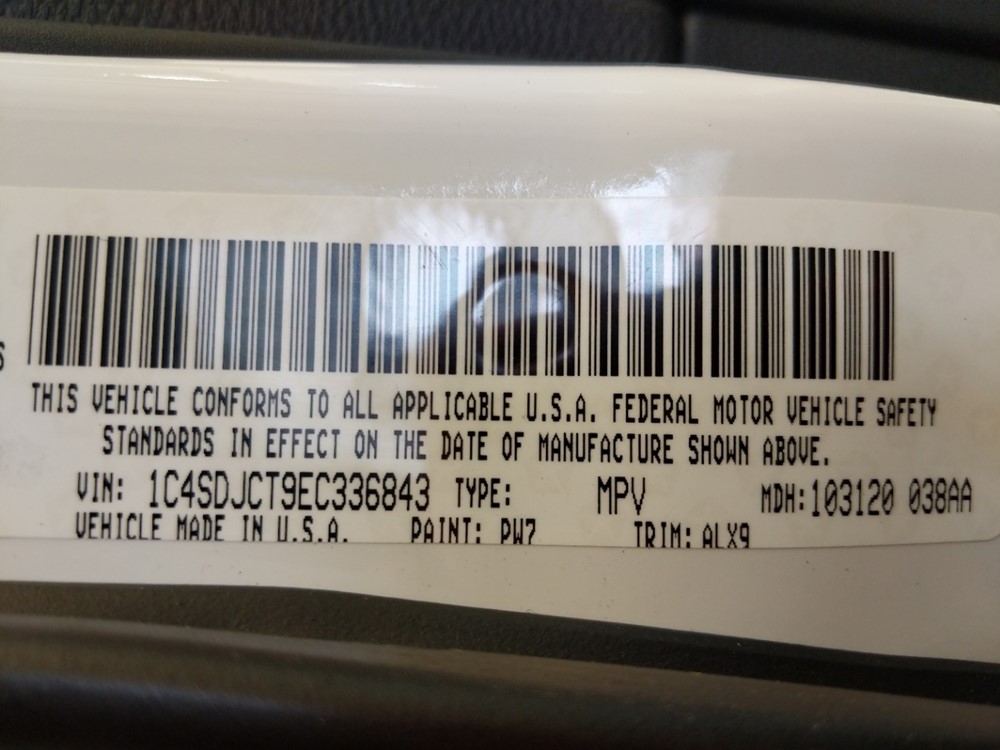 S
THIS VEHICLE CONFORMS TO ALL APPLICABLE U.S.A. FEDERAL MOTOR VEHICLE SAFETY
STANDARDS IN EFFECT ON THE DATE OF MANUFACTURE SHOWN ABOVE.
VIN: 1C4SDJCT9EC336843 TYPE: MPV MDH:103120 038AA
VEHICLE MADE IN U.S.A. PAINT: PW7 TRIM: ALX9